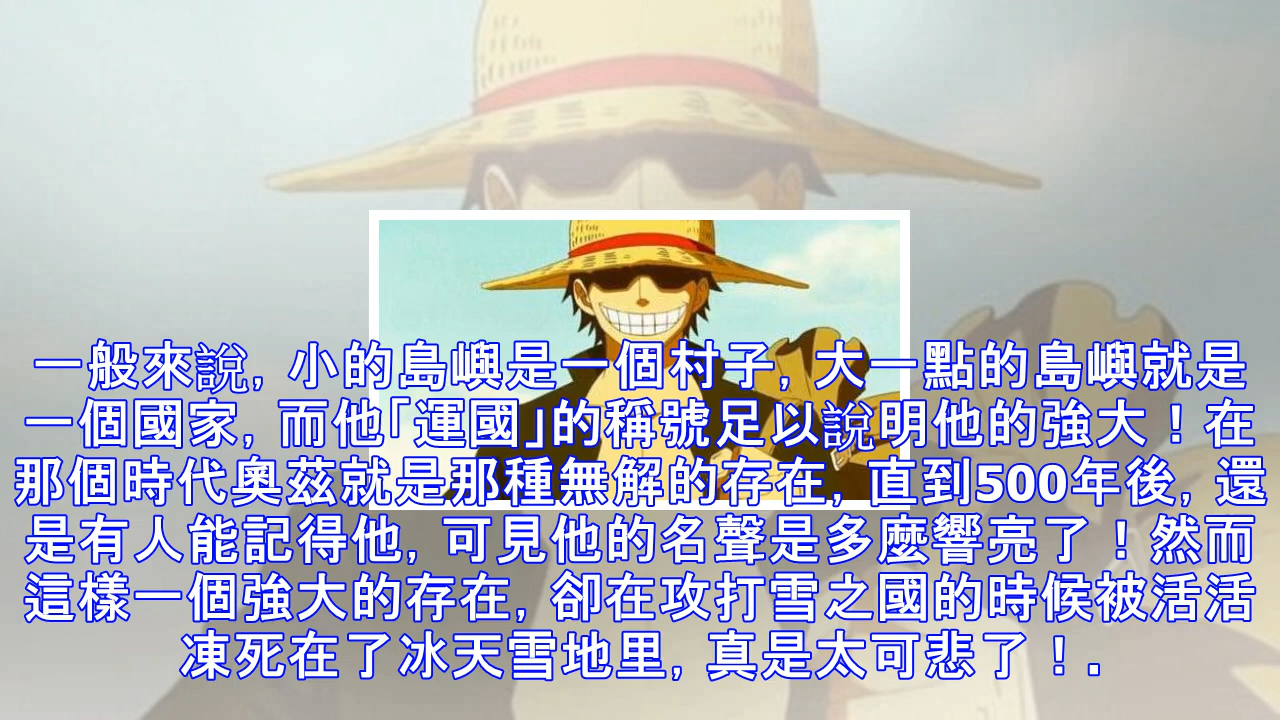 一般來說, 小的島嶼是一個村子, 大一點的島嶼就是
一個國家, 而他「運國」的稱號足以說明他的強大！在
那個時代奧茲就是那種無解的存在, 直到500年後, 還
是有人能記得他, 可見他的名聲是多麼響亮了！然而
這樣一個強大的存在, 卻在攻打雪之國的時候被活活
凍死在了冰天雪地里, 真是太可悲了！.